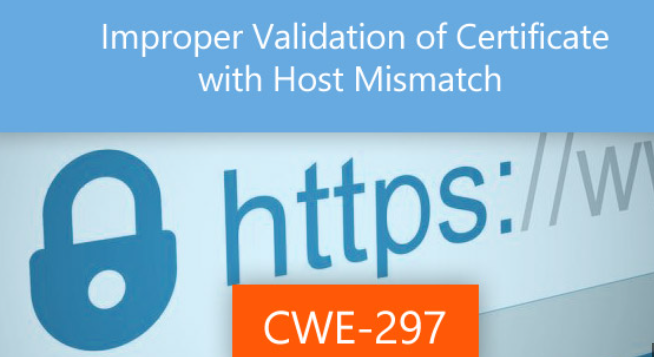 Improper Validation of Certificate
with Host Mismatch
https://w
CWE-297